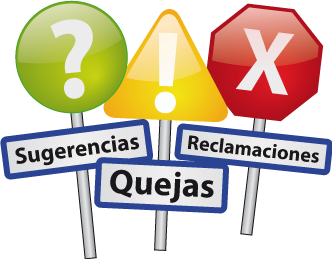 ?
!
X
Sugerencias
Quejas
Reclamaciones